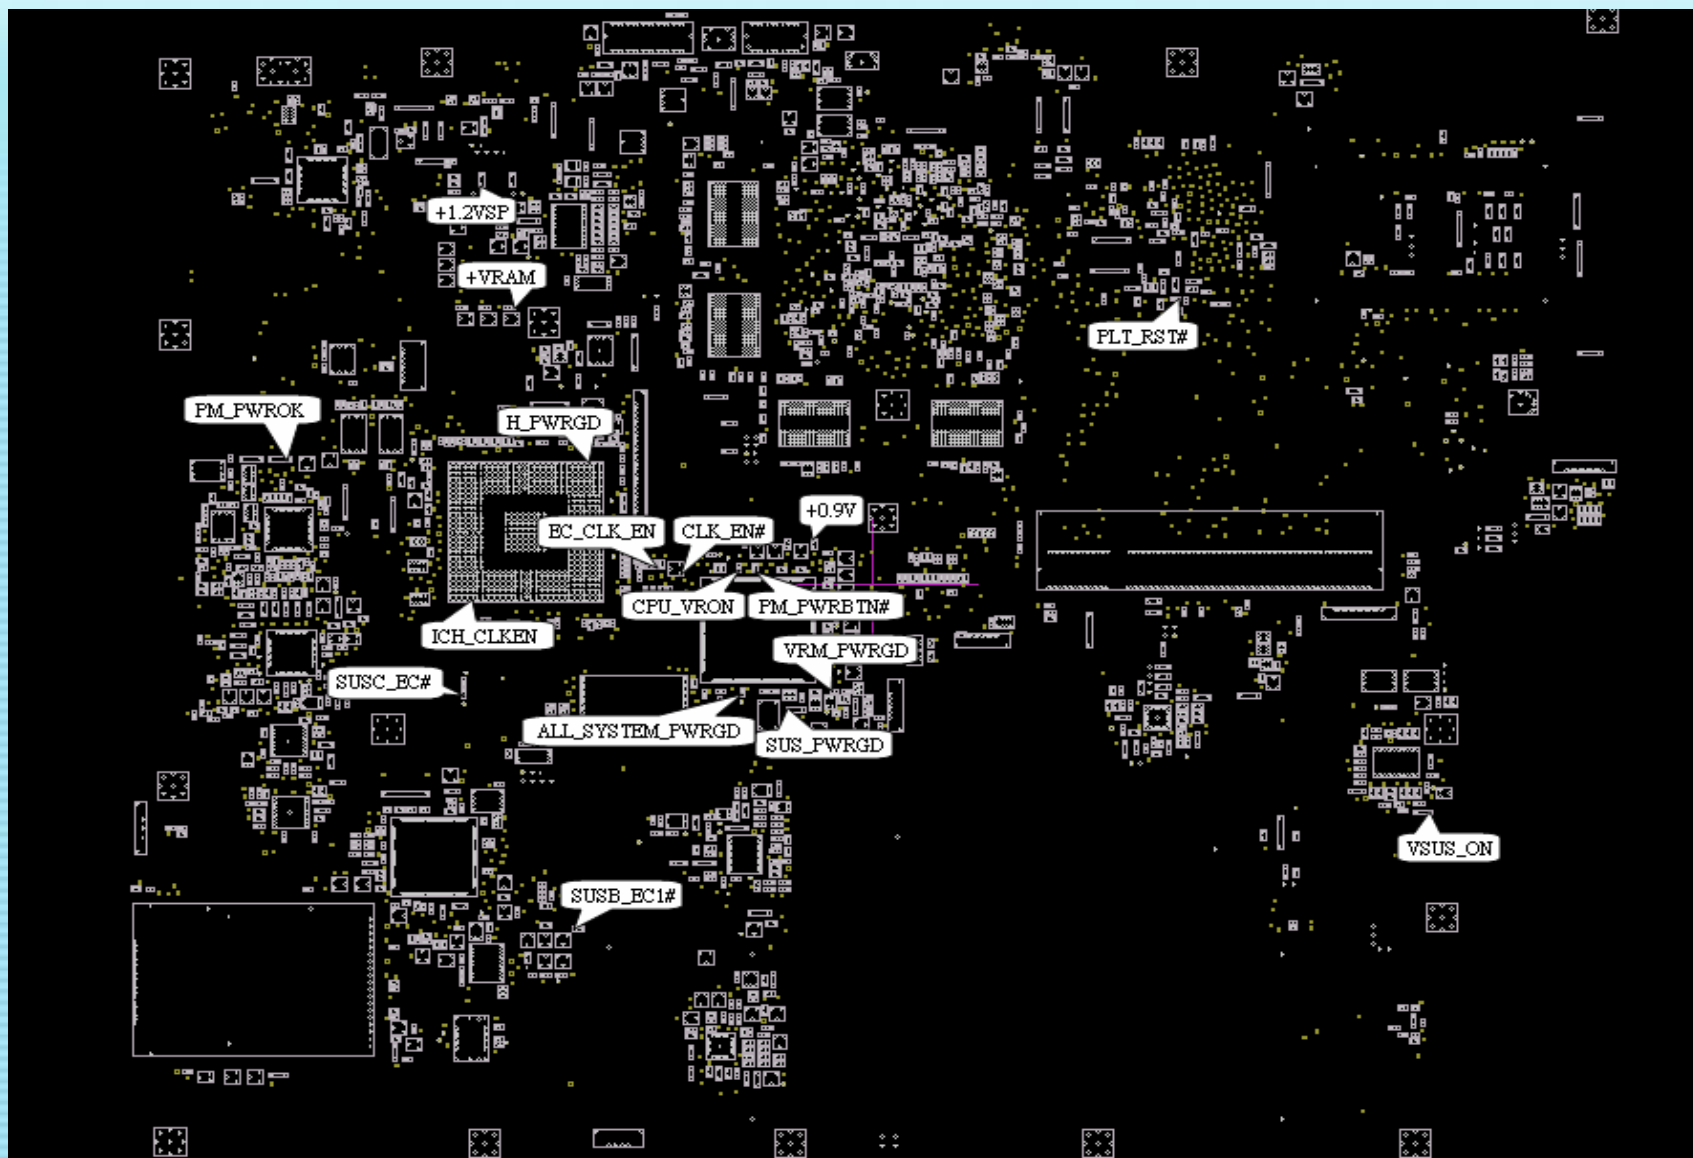 +1.2VSP
+VRAM
PLT_RST#
PM_PWROK
H_PWRGD
+0.9V
EC_CLK_EN
CLK_EN#
CPU_VRON
PM_PWRBTN#
ICH_CLKEN
VRM_PWRGD
SUSC_EC#
ALL_SYSTEM_PWRGD
SUS_PWRGD
VSUS_ON
SUSB_EC1#